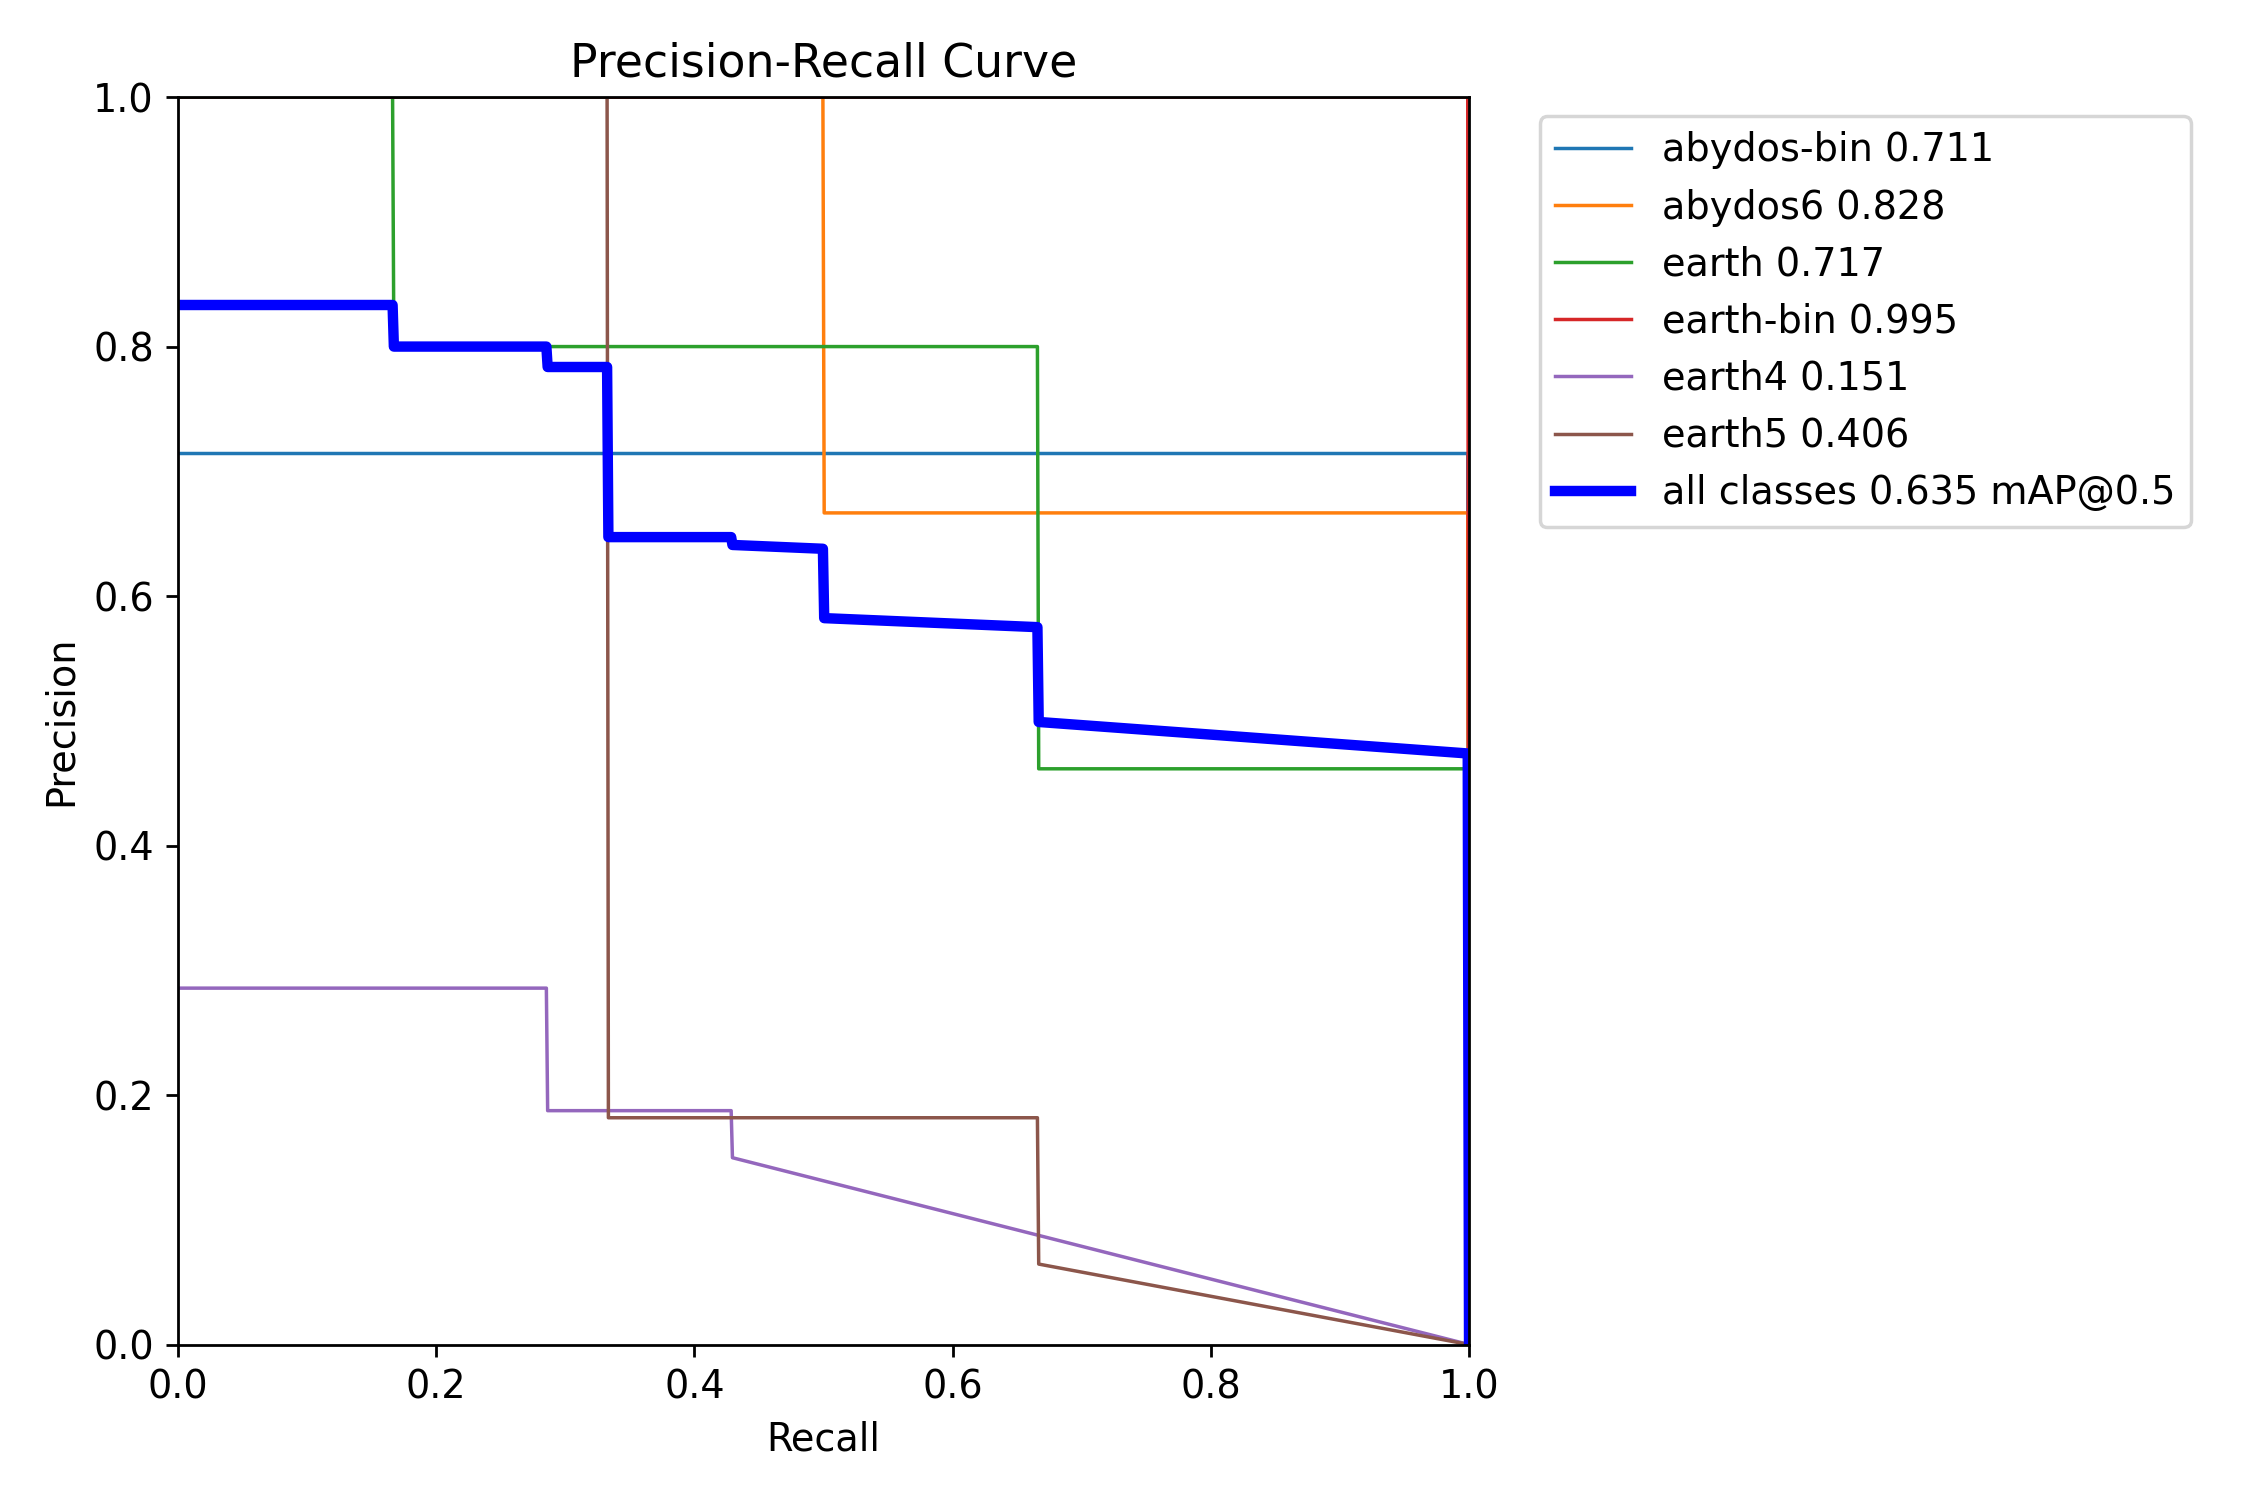 Precision-Recall Curve
1.0
0.8
0.6
0.4
0.2
0.0
Precision
0.0 0.2 0.4 0.6 0.8 1.0
Recall
abydos-bin 0.711
abydos6 0.828
earth 0.717
earth-bin 0.995
earth4 0.151
earth5 0.406
all classes 0.635 mAP@0.5